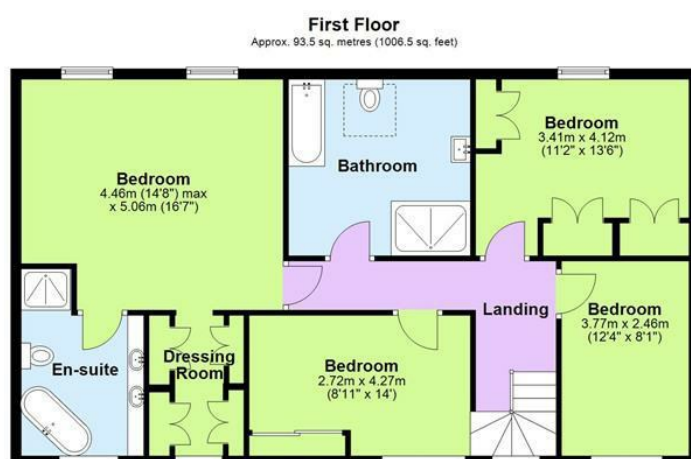 First Floor
Approx. 93.5 sq. metres (1006.5 sq. feet)
Bedroom
4.46m (14'8") max
x 5.06m (16'7")
Bathroom
Bedroom
3.41m x 4.12m
(11'2" x 13'6")
Landing
Bedroom
3.77m x 2.46m
(12'4" x 8'1")
En-suite
Dressing
Room
Bedroom
2.72m x 4.27m
(8'11" x 14')